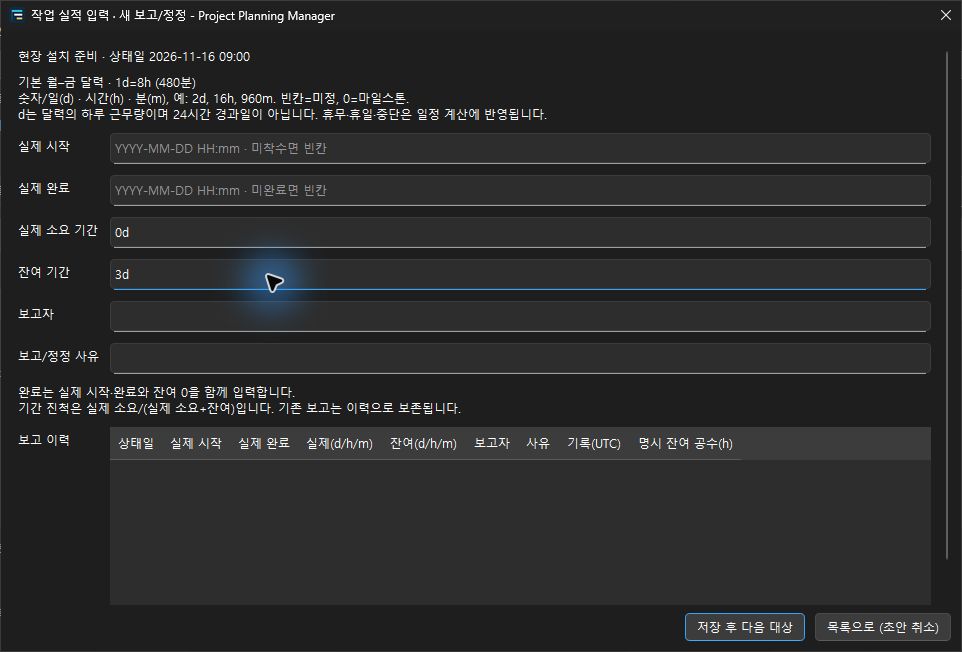 작업 실적 입력 · 새 보고/정정 - Project Planning Manager
현장 설치 준비 · 상태일 2026-11-16 09:00
기본 월–금 달력 · 1d=8h (480분)
숫자/일(d) · 시간(h) · 분(m), 예: 2d, 16h, 960m. 빈칸=미정, 0=마일스톤.
d는 달력의 하루 근무량이며 24시간 경과일이 아닙니다. 휴무·휴일·중단은 일정 계산에 반영됩니다.
실제 시작 YYYY-MM-DD HH:mm · 미착수면 빈칸
실제 완료 YYYY-MM-DD HH:mm · 미완료면 빈칸
실제 소요 기간 0d
잔여 기간 3d
보고자
보고/정정 사유
완료는 실제 시작·완료와 잔여 0을 함께 입력합니다.
기간 진척은 실제 소요/(실제 소요+잔여)입니다. 기존 보고는 이력으로 보존됩니다.
보고 이력 상태일 실제 시작 실제 완료 실제(d/h/m) 잔여(d/h/m) 보고자 사유 기록(UTC) 명시 잔여 공수(h)
저장 후 다음 대상 목록으로 (초안 취소)